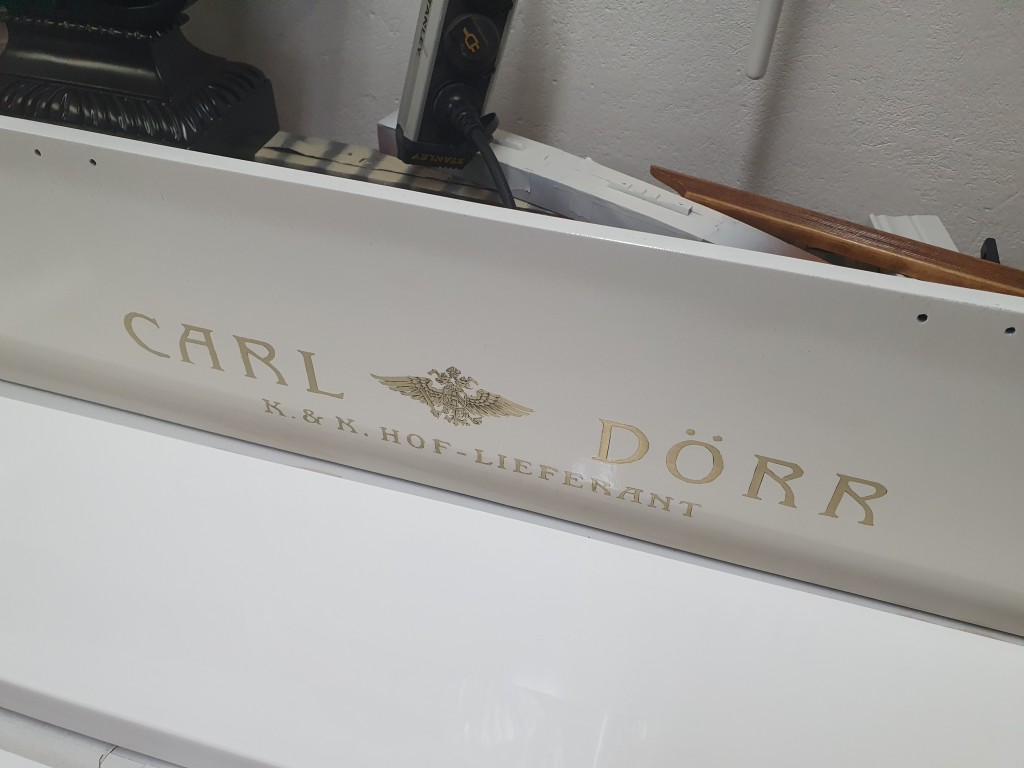 STANLEY
CARL DÖRR
K. & K. HOF-LIEFERANT